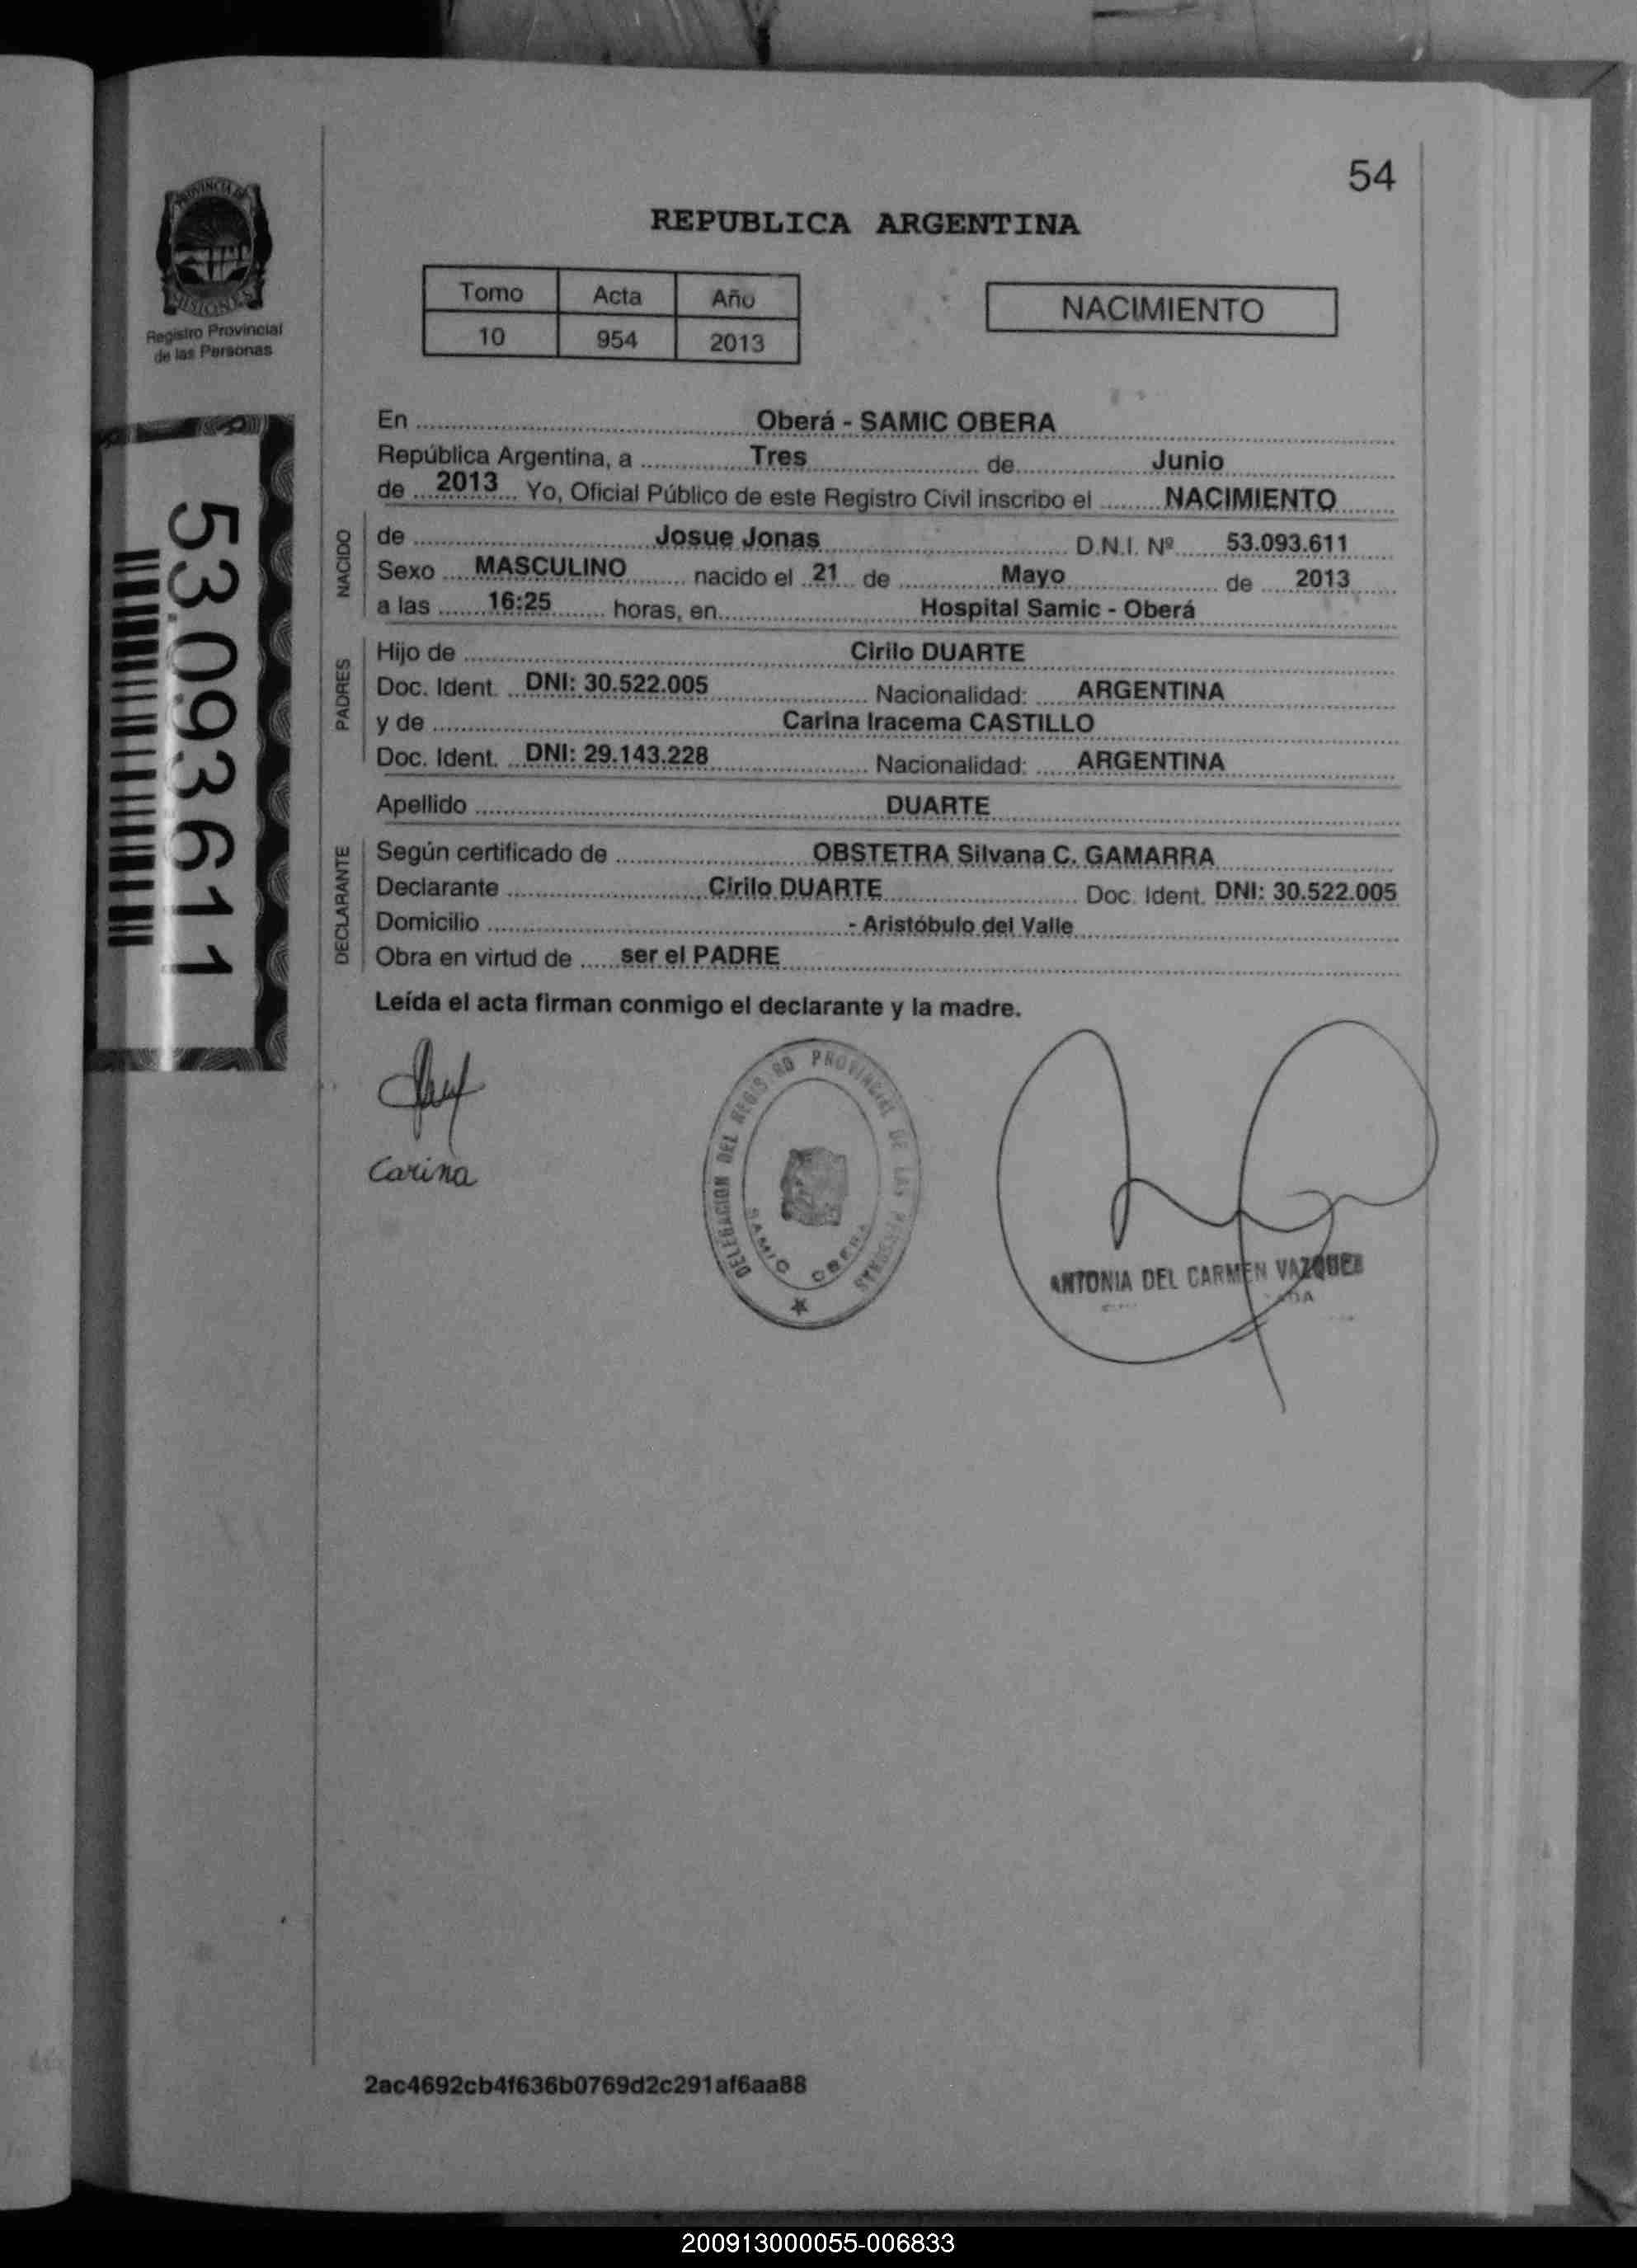 54
PROVINCIA DE
MISIONES
Registro Provincial
de las Personas
REPUBLICA ARGENTINA
Tomo Acta Año
10 954 2013
NACIMIENTO
53.093611
En Oberá - SAMIC OBERA
República Argentina, a Tres de Junio
de 2013 Yo, Oficial Público de este Registro Civil inscribo el NACIMIENTO
NACIDO
de Josue Jonas D.N.I. Nº 53.093.611
Sexo MASCULINO nacido el 21 de Mayo de 2013
a las 16:25 horas, en Hospital Samic - Oberá
PADRES
Hijo de Cirilo DUARTE
Doc. Ident. DNI: 30.522.005 Nacionalidad: ARGENTINA
y de Carina Iracema CASTILLO
Doc. Ident. DNI: 29.143.228 Nacionalidad: ARGENTINA
Apellido DUARTE
DECLARANTE
Según certificado de OBSTETRA Silvana C. GAMARRA
Declarante Cirilo DUARTE Doc. Ident. DNI: 30.522.005
Domicilio - Aristóbulo del Valle
Obra en virtud de ser el PADRE
Leída el acta firman conmigo el declarante y la madre.
Carina
DELEGACION DEL REGISTRO PROVINCIAL DE LAS PERSONAS
SAMIC OBERA
ANTONIA DEL CARMEN VAZQUEZ
2ac4692cb4f636b0769d2c291af6aa88
200913000055-006833